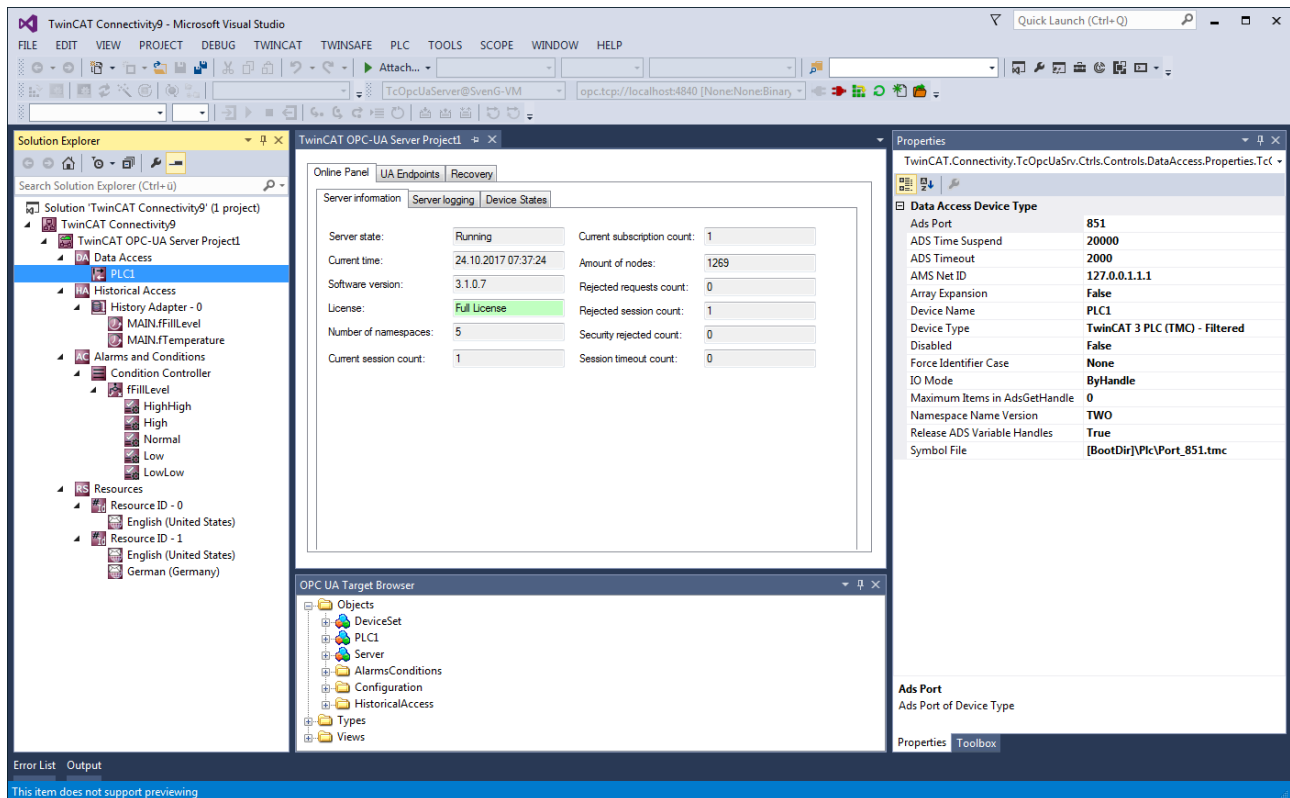 TwinCAT Connectivity9 - Microsoft Visual Studio
Quick Launch (Ctrl+Q)
FILE EDIT VIEW PROJECT DEBUG TWINCAT TWINSAFE PLC TOOLS SCOPE WINDOW HELP
Attach...
TcOpcUaServer@SvenG-VM
opc.tcp://localhost:4840 [None:None:Binary
Solution Explorer
Search Solution Explorer (Ctrl+ü)
Solution 'TwinCAT Connectivity9' (1 project)
TwinCAT Connectivity9
TwinCAT OPC-UA Server Project1
DA Data Access
PLC1
HA Historical Access
History Adapter - 0
MAIN.fFillLevel
MAIN.fTemperature
AC Alarms and Conditions
Condition Controller
fFillLevel
HighHigh
High
Normal
Low
LowLow
RS Resources
Resource ID - 0
English (United States)
Resource ID - 1
English (United States)
German (Germany)
TwinCAT OPC-UA Server Project1
Online Panel UA Endpoints Recovery
Server information Server logging Device States
Server state: Running Current subscription count: 1
Current time: 24.10.2017 07:37:24 Amount of nodes: 1269
Software version: 3.1.0.7 Rejected requests count: 0
License: Full License Rejected session count: 1
Number of namespaces: 5 Security rejected count: 0
Current session count: 1 Session timeout count: 0
OPC UA Target Browser
Objects
DeviceSet
PLC1
Server
AlarmsConditions
Configuration
HistoricalAccess
Types
Views
Properties
TwinCAT.Connectivity.TcOpcUaSrv.Ctrls.Controls.DataAccess.Properties.Tc(
Data Access Device Type
Ads Port 851
ADS Time Suspend 20000
ADS Timeout 2000
AMS Net ID 127.0.0.1.1.1
Array Expansion False
Device Name PLC1
Device Type TwinCAT 3 PLC (TMC) - Filtered
Disabled False
Force Identifier Case None
IO Mode ByHandle
Maximum Items in AdsGetHandle 0
Namespace Name Version TWO
Release ADS Variable Handles True
Symbol File [BootDir]\Plc\Port_851.tmc
Ads Port
Ads Port of Device Type
Properties Toolbox
Error List Output
This item does not support previewing